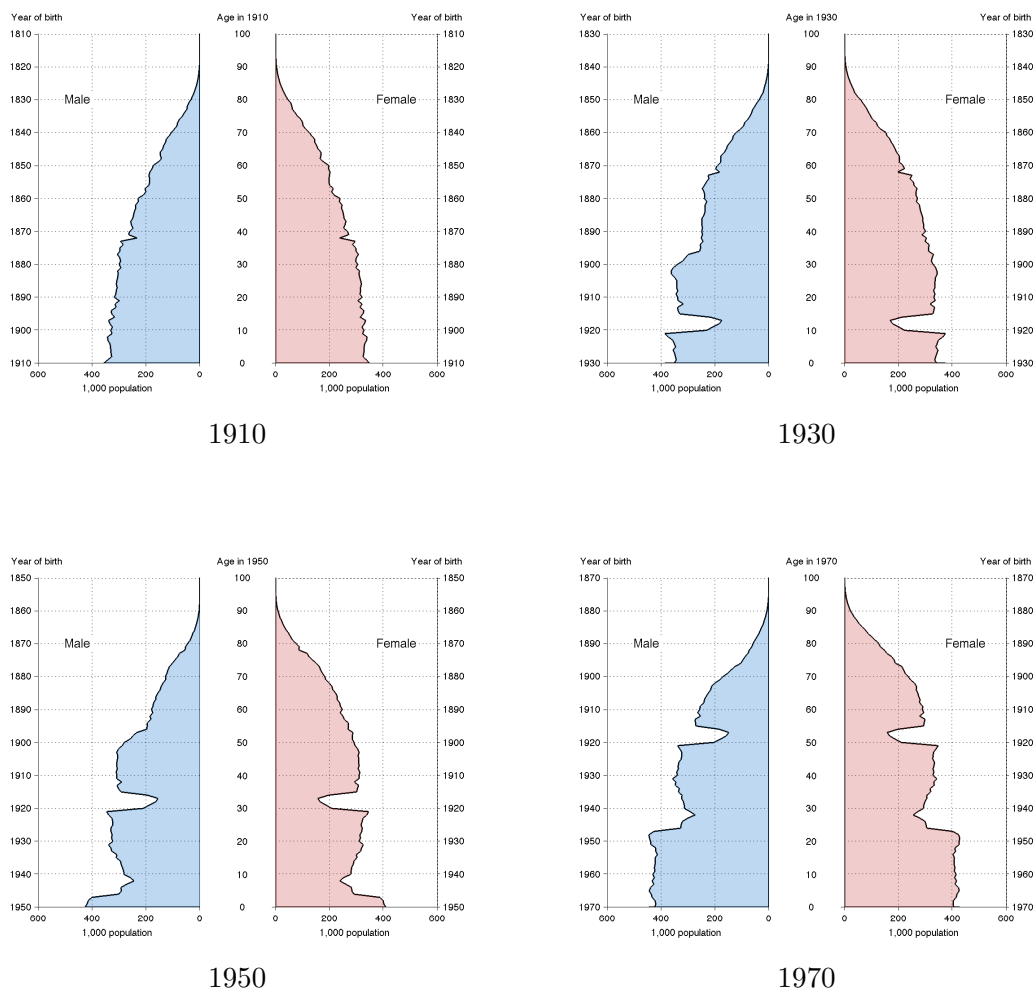 Year of birth Age in 1910 Year of birth
1810 100 1810
1820 90 1820
Male Female
1830 80 1830
1840 70 1840
1850 60 1850
1860 50 1860
1870 40 1870
1880 30 1880
1890 20 1890
1900 10 1900
1910 0 1910
600 400 200 0 0 200 400 600
1,000 population 1,000 population
1910
Year of birth Age in 1930 Year of birth
1830 100 1830
1840 90 1840
Male Female
1850 80 1850
1860 70 1860
1870 60 1870
1880 50 1880
1890 40 1890
1900 30 1900
1910 20 1910
1920 10 1920
1930 0 1930
600 400 200 0 0 200 400 600
1,000 population 1,000 population
1930
Year of birth Age in 1950 Year of birth
1850 100 1850
1860 90 1860
Male Female
1870 80 1870
1880 70 1880
1890 60 1890
1900 50 1900
1910 40 1910
1920 30 1920
1930 20 1930
1940 10 1940
1950 0 1950
600 400 200 0 0 200 400 600
1,000 population 1,000 population
1950
Year of birth Age in 1970 Year of birth
1870 100 1870
1880 90 1880
Male Female
1890 80 1890
1900 70 1900
1910 60 1910
1920 50 1920
1930 40 1930
1940 30 1940
1950 20 1950
1960 10 1960
1970 0 1970
600 400 200 0 0 200 400 600
1,000 population 1,000 population
1970